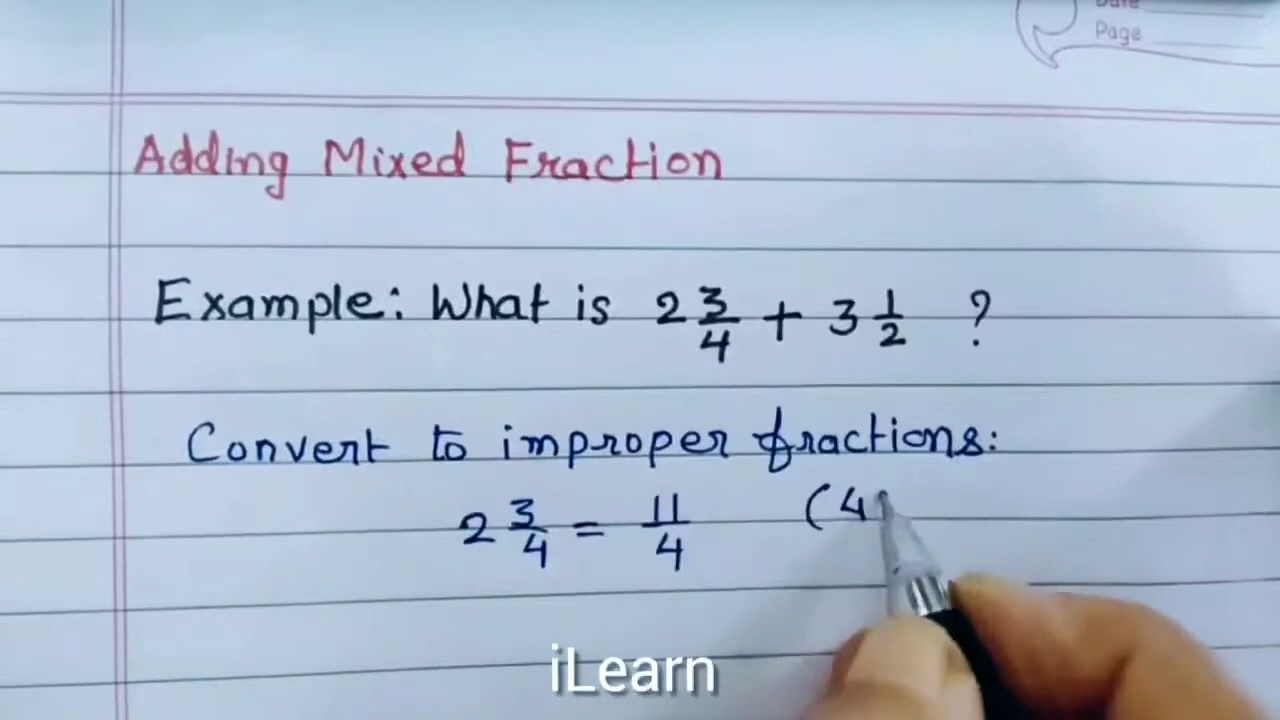 Date
Page
Adding Mixed Fraction
Example: What is 2 3/4 + 3 1/2 ?
Convert to improper fractions:
2 3/4 = 11/4 (4
iLearn